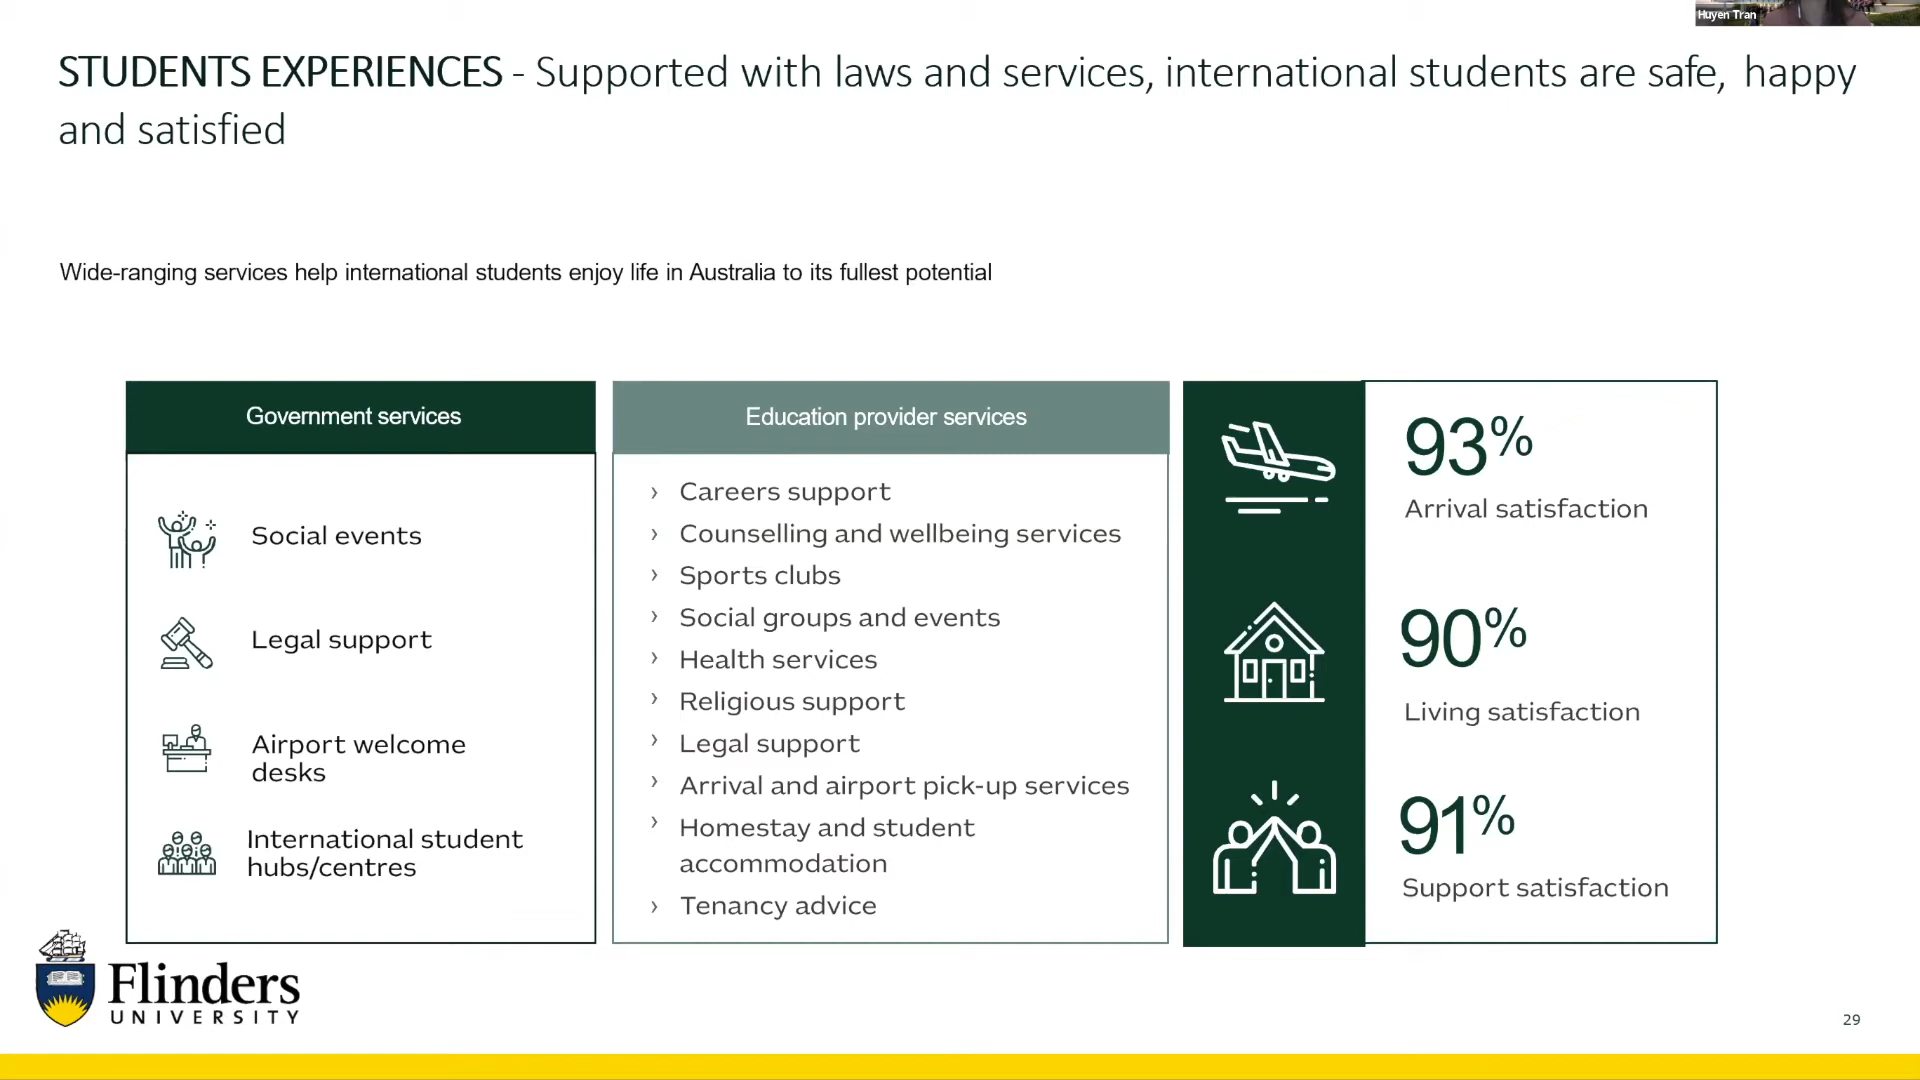 Huyen Tran
STUDENTS EXPERIENCES - Supported with laws and services, international students are safe, happy
and satisfied
Wide-ranging services help international students enjoy life in Australia to its fullest potential
Government services
Social events
Legal support
Airport welcome
desks
International student
hubs/centres
Education provider services
› Careers support
› Counselling and wellbeing services
› Sports clubs
› Social groups and events
› Health services
› Religious support
› Legal support
› Arrival and airport pick-up services
› Homestay and student
accommodation
› Tenancy advice
93%
Arrival satisfaction
90%
Living satisfaction
91%
Support satisfaction
Flinders
UNIVERSITY
29